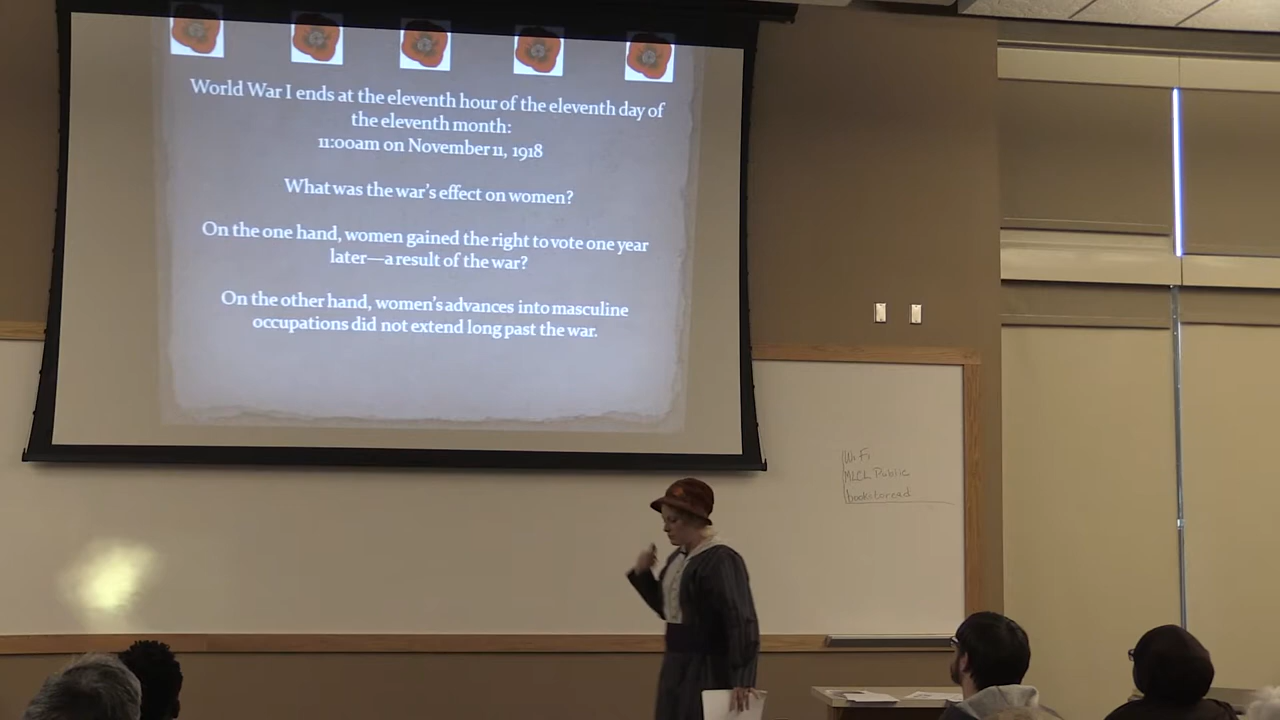 World War I ends at the eleventh hour of the eleventh day of
the eleventh month:
11:00am on November 11, 1918
What was the war's effect on women?
On the one hand, women gained the right to vote one year
later—a result of the war?
On the other hand, women's advances into masculine
occupations did not extend long past the war.
WiFi
MLCL Public
bookstoread